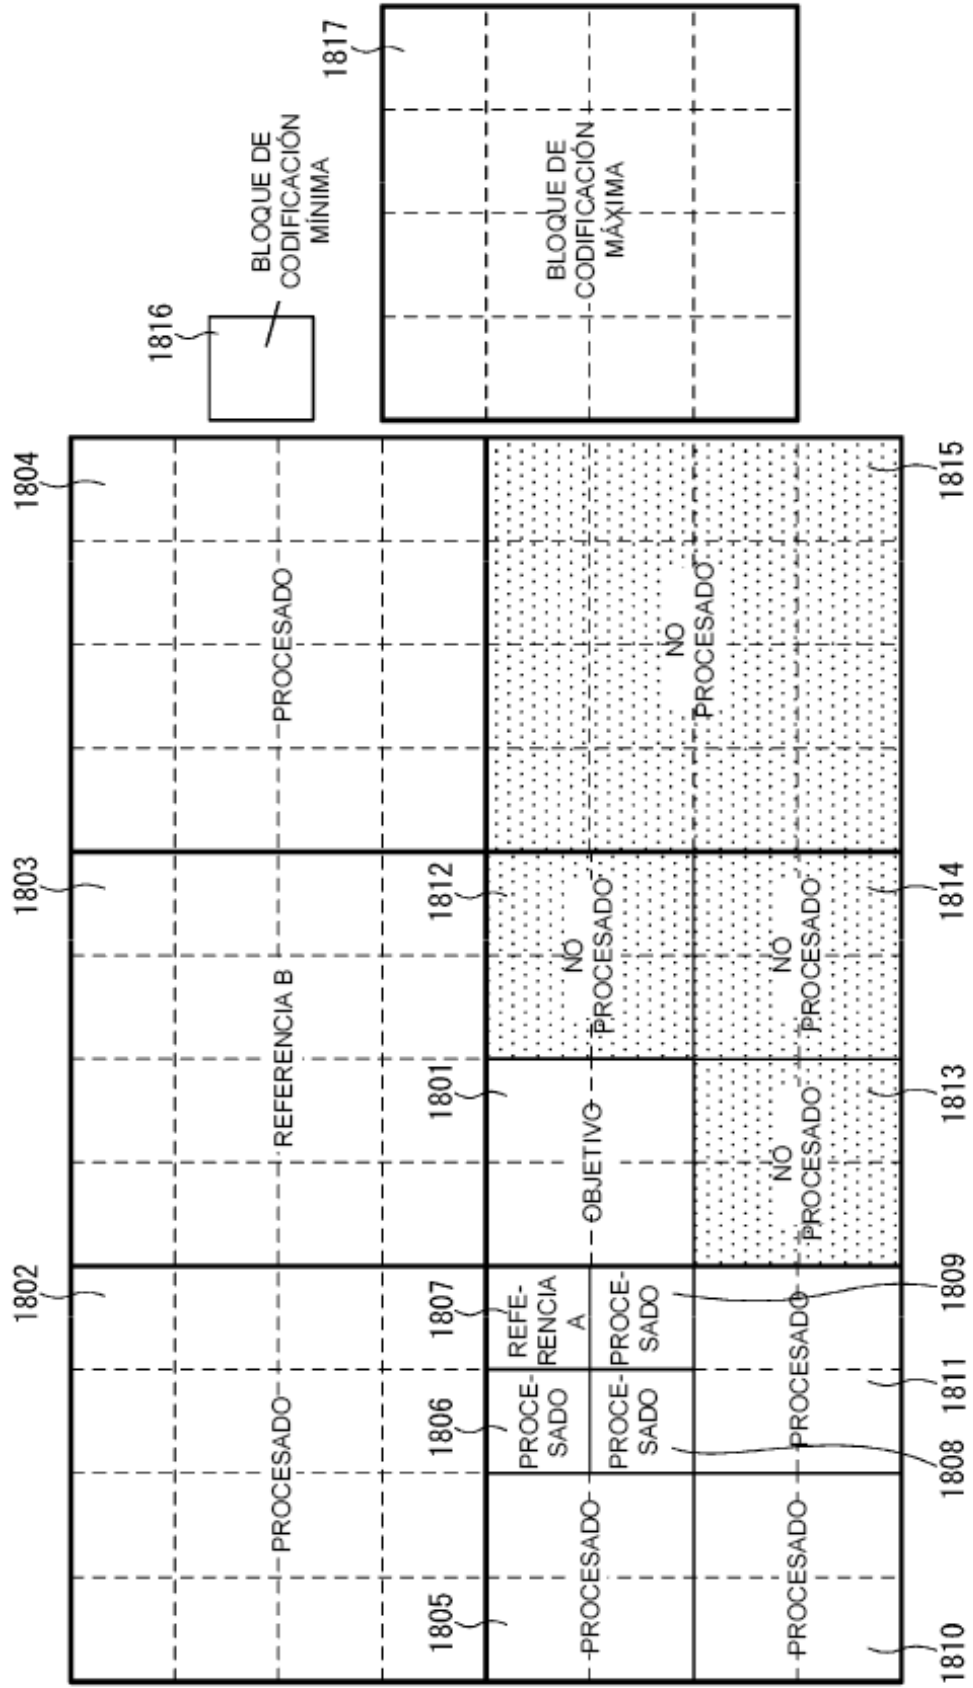 1802
1803
1804
1816
PROCESADO
REFERENCIA B
PROCESADO
BLOQUE DE
CODIFICACIÓN
MÍNIMA
1817
1805
1806
1807
1801
1812
PROCESADO
PROCE-
SADO
REFE-
RENCIA
A
OBJETIVO
NO
PROCESADO
PROCE-
SADO
PROCE-
SADO
NO
PROCESADO
BLOQUE DE
CODIFICACIÓN
MÁXIMA
PROCESADO
PROCESADO
NO
PROCESADO
NO
PROCESADO
1810
1808
1811
1809
1813
1814
1815